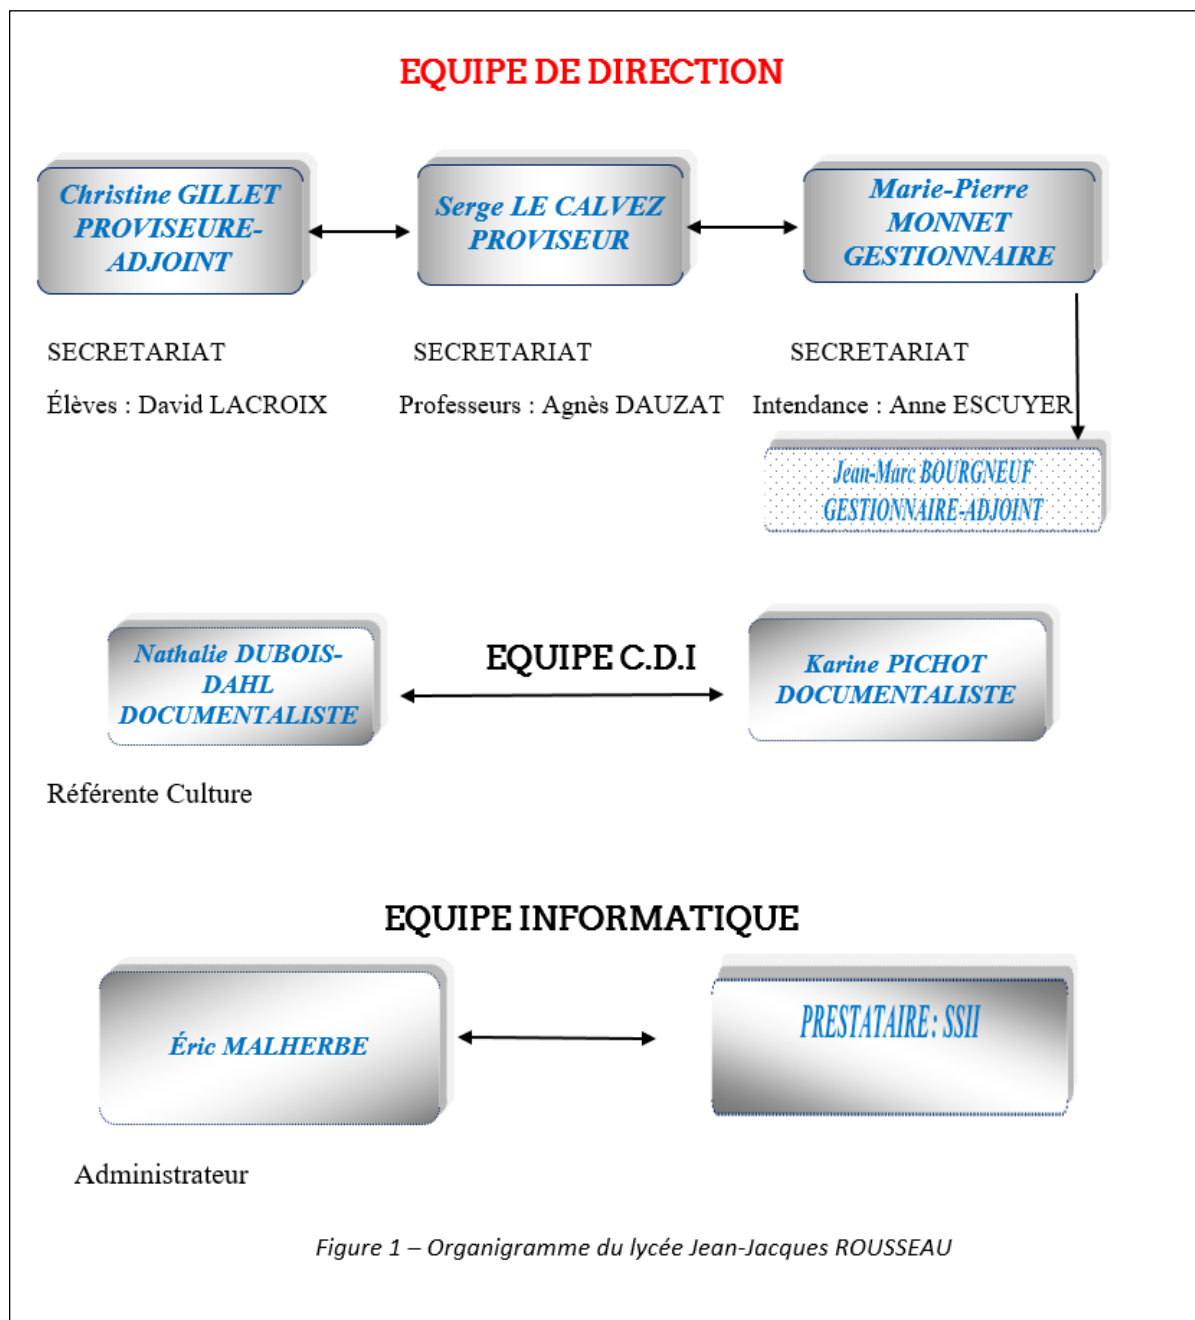 EQUIPE DE DIRECTION
Christine GILLET
PROVISEURE-
ADJOINT
Serge LE CALVEZ
PROVISEUR
Marie-Pierre
MONNET
GESTIONNAIRE
SECRETARIAT
SECRETARIAT
SECRETARIAT
Élèves : David LACROIX
Professeurs : Agnès DAUZAT
Intendance : Anne ESCUYER
Jean-Marc BOURGNEUF
GESTIONNAIRE-ADJOINT
Nathalie DUBOIS-
DAHL
DOCUMENTALISTE
EQUIPE C.D.I
Karine PICHOT
DOCUMENTALISTE
Référente Culture
EQUIPE INFORMATIQUE
Éric MALHERBE
PRESTATAIRE : SSII
Administrateur
Figure 1 – Organigramme du lycée Jean-Jacques ROUSSEAU